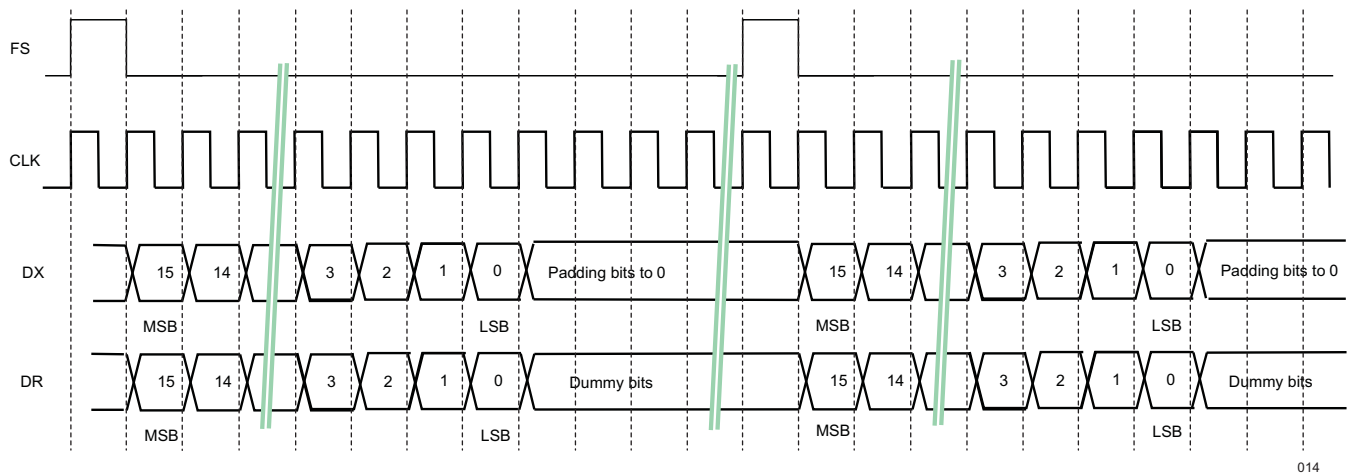 FS
CLK
DX 15 14 3 2 1 0 Padding bits to 0 15 14 3 2 1 0 Padding bits to 0
MSB LSB MSB LSB
DR 15 14 3 2 1 0 Dummy bits 15 14 3 2 1 0 Dummy bits
MSB LSB MSB LSB
014